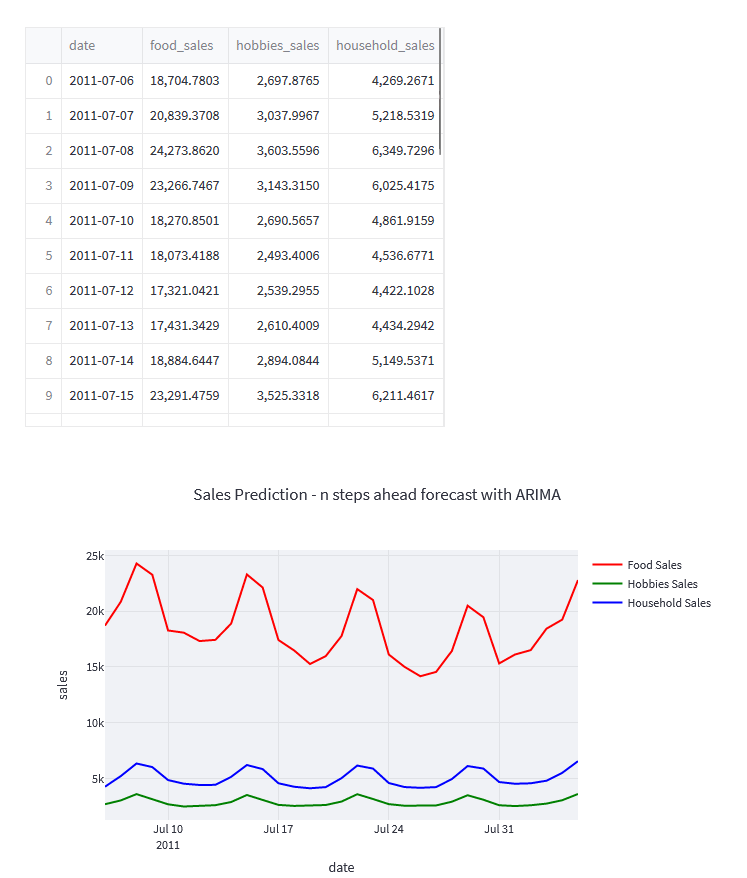 date food_sales hobbies_sales household_sales
0 2011-07-06 18,704.7803 2,697.8765 4,269.2671
1 2011-07-07 20,839.3708 3,037.9967 5,218.5319
2 2011-07-08 24,273.8620 3,603.5596 6,349.7296
3 2011-07-09 23,266.7467 3,143.3150 6,025.4175
4 2011-07-10 18,270.8501 2,690.5657 4,861.9159
5 2011-07-11 18,073.4188 2,493.4006 4,536.6771
6 2011-07-12 17,321.0421 2,539.2955 4,422.1028
7 2011-07-13 17,431.3429 2,610.4009 4,434.2942
8 2011-07-14 18,884.6447 2,894.0844 5,149.5371
9 2011-07-15 23,291.4759 3,525.3318 6,211.4617
Sales Prediction - n steps ahead forecast with ARIMA
25k
20k
15k
10k
5k
sales
Jul 10 Jul 17 Jul 24 Jul 31
2011
date
Food Sales
Hobbies Sales
Household Sales